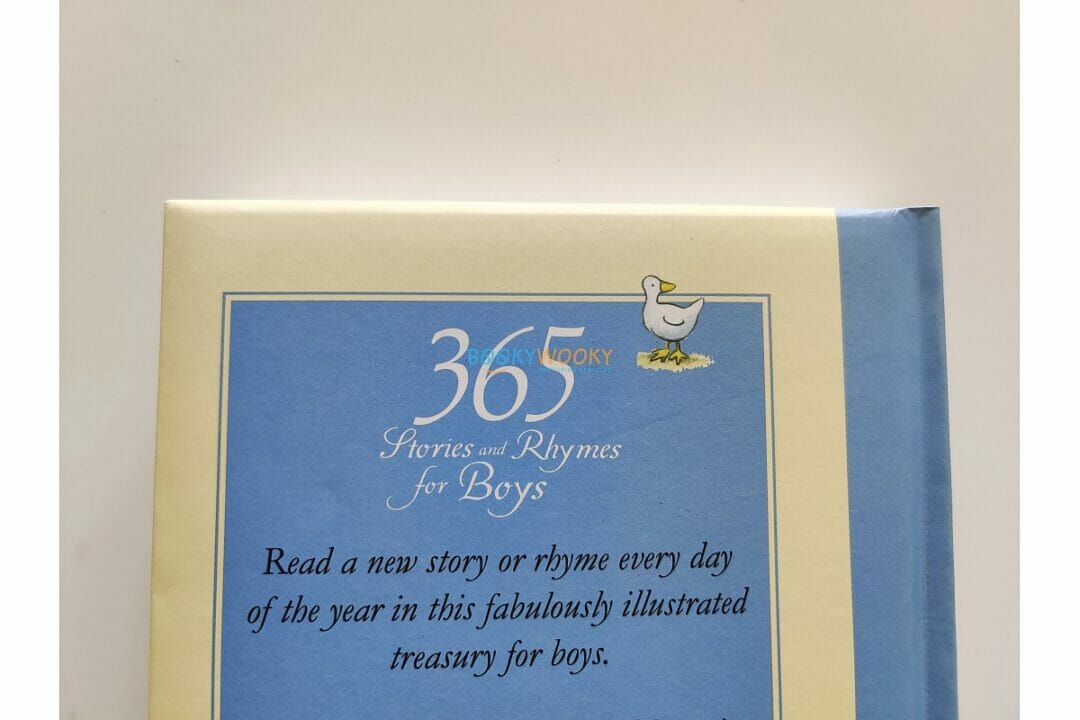 365
BOOKYWOOKY
Stories and Rhymes
for Boys
Read a new story or rhyme every day
of the year in this fabulously illustrated
treasury for boys.